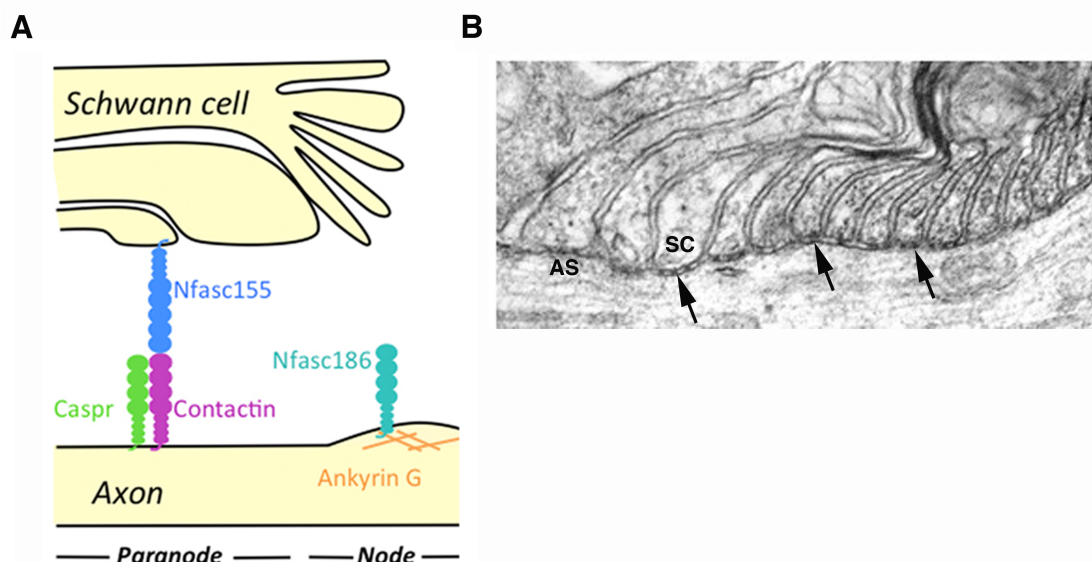 A
B
Schwann cell
Nfasc155
Nfasc186
Caspr
Contactin
Ankyrin G
Axon
Paranode
Node
SC
AS